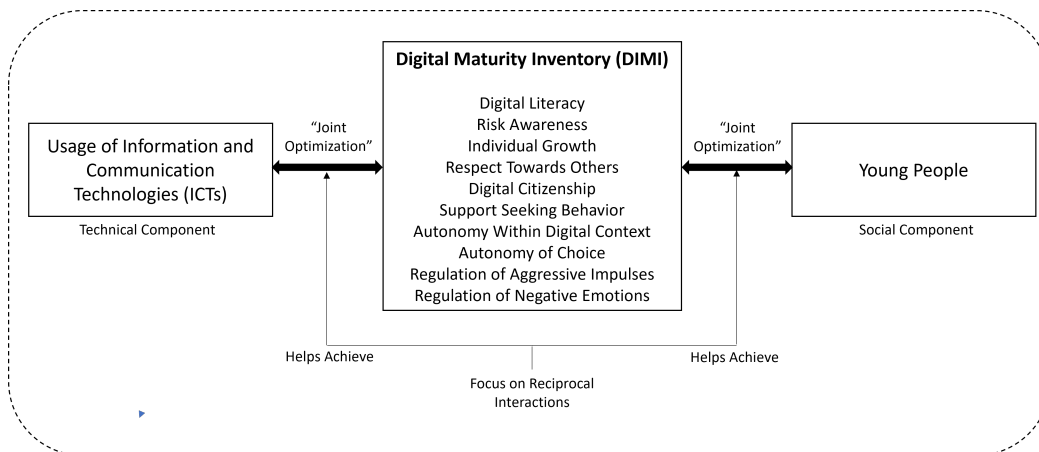 Digital Maturity Inventory (DIMI)
Digital Literacy
Risk Awareness
Individual Growth
Respect Towards Others
Digital Citizenship
Support Seeking Behavior
Autonomy Within Digital Context
Autonomy of Choice
Regulation of Aggressive Impulses
Regulation of Negative Emotions
Usage of Information and
Communication
Technologies (ICTs)
Technical Component
“Joint
Optimization”
“Joint
Optimization”
Young People
Social Component
Helps Achieve
Helps Achieve
Focus on Reciprocal
Interactions